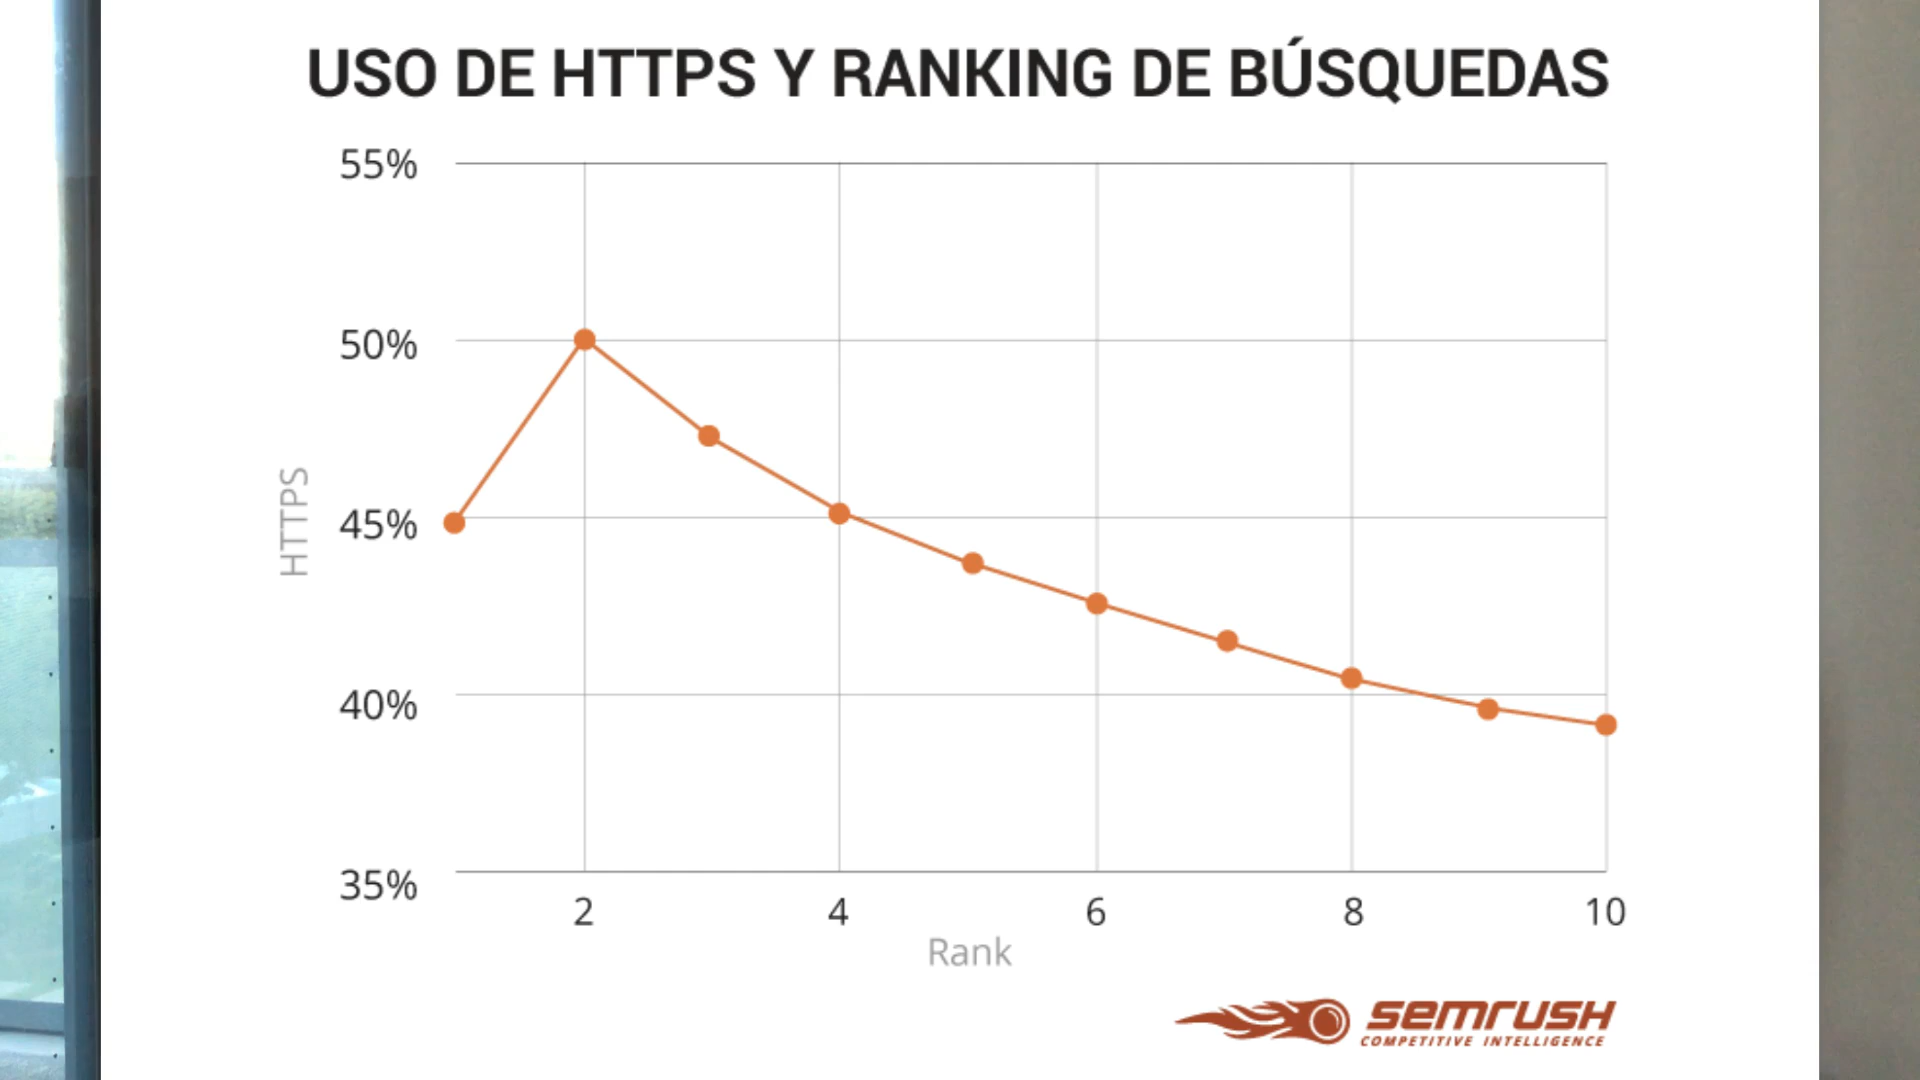 USO DE HTTPS Y RANKING DE BÚSQUEDAS
55%
50%
45%
40%
35%
HTTPS
2 4 6 8 10
Rank
semrush
COMPETITIVE INTELLIGENCE